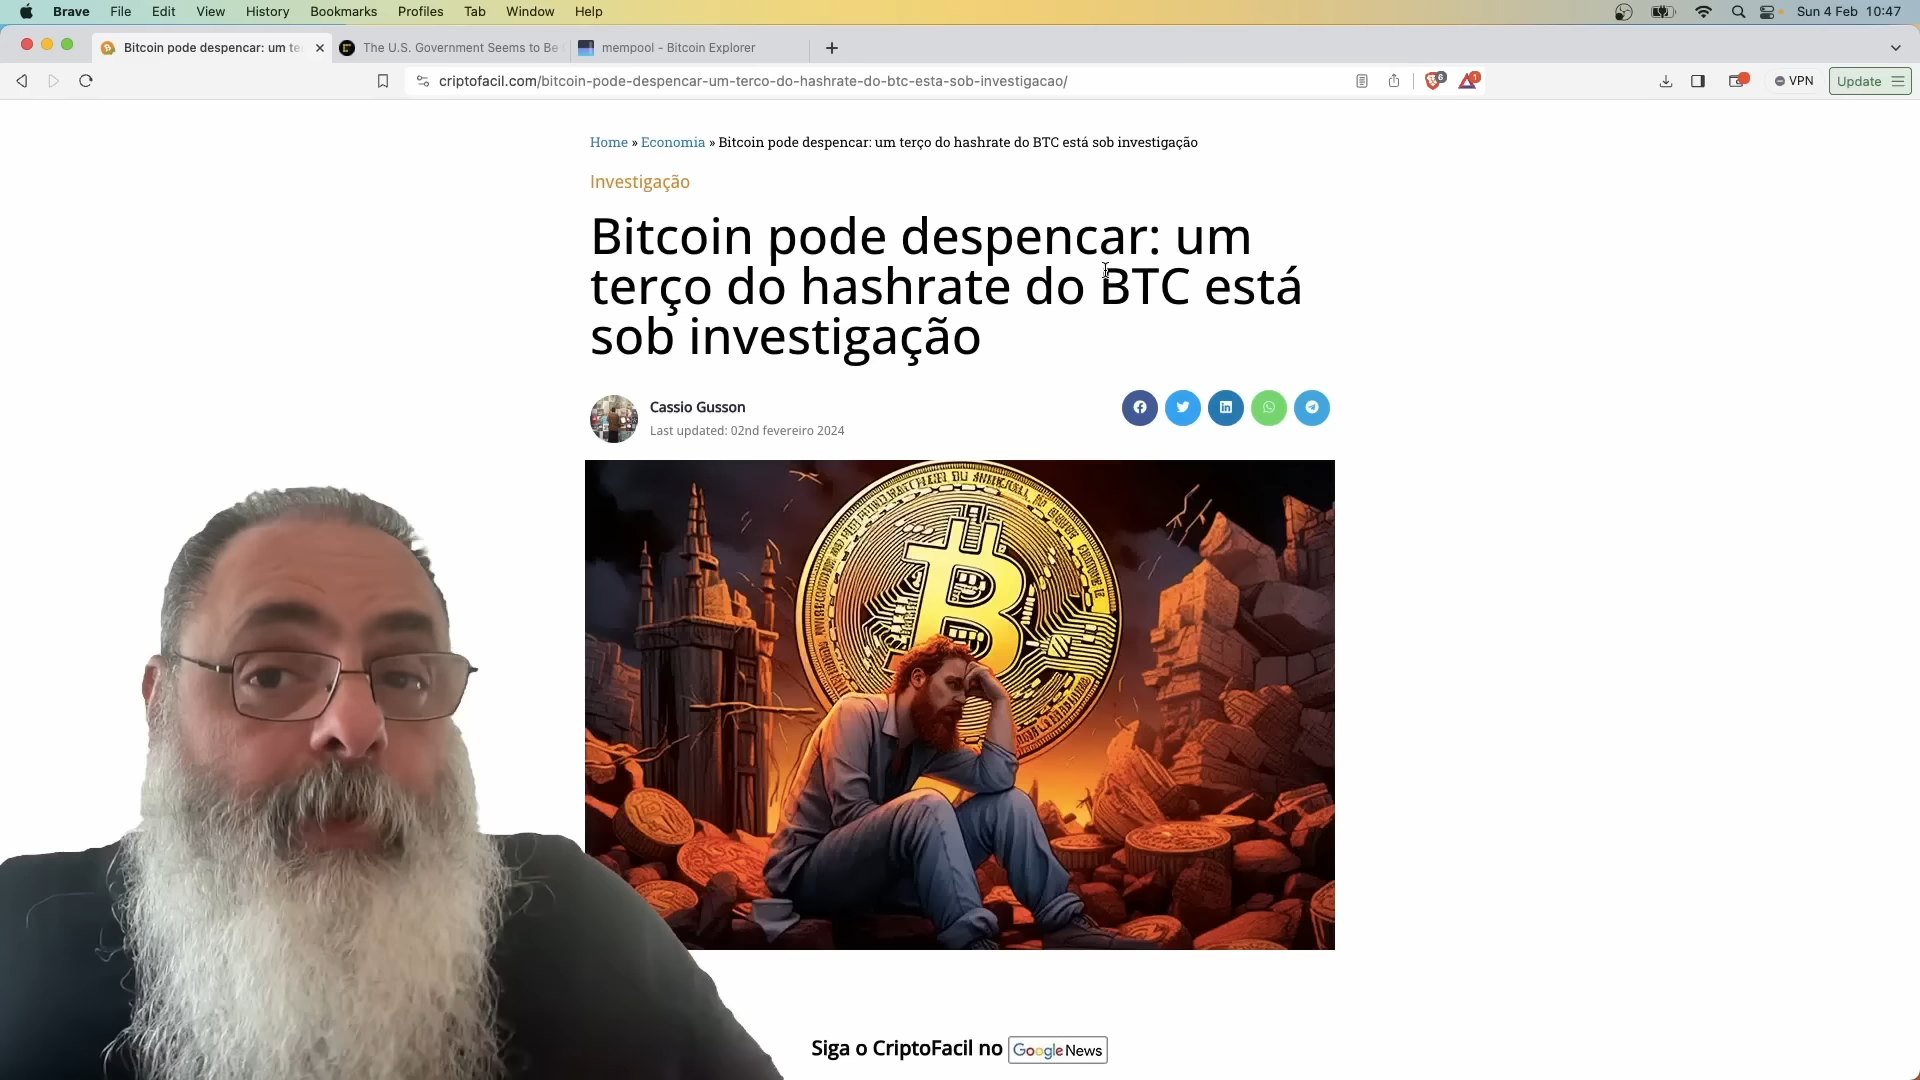 Brave File Edit View History Bookmarks Profiles Tab Window Help Sun 4 Feb 10:47
Bitcoin pode despencar: um te
The U.S. Government Seems to Be
mempool - Bitcoin Explorer
criptofacil.com/bitcoin-pode-despencar-um-terco-do-hashrate-do-btc-esta-sob-investigacao/
6
1
VPN
Update
Home » Economia » Bitcoin pode despencar: um terço do hashrate do BTC está sob investigação
Investigação
Bitcoin pode despencar: um
terço do hashrate do BTC está
sob investigação
Cassio Gusson
Last updated: 02nd fevereiro 2024
Siga o CriptoFacil no Google News